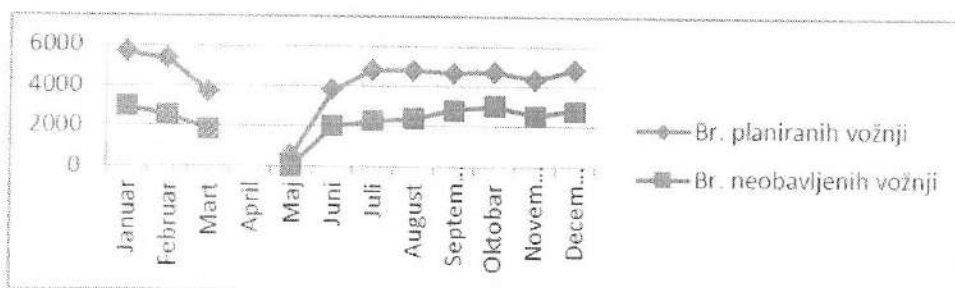 6000
4000
2000
0
Januar
Februar
Mart
April
Maj
Juni
Juli
August
Septem...
Oktobar
Novem...
Decem...
Br. planiranih vožnji
Br. neobavljenih vožnji